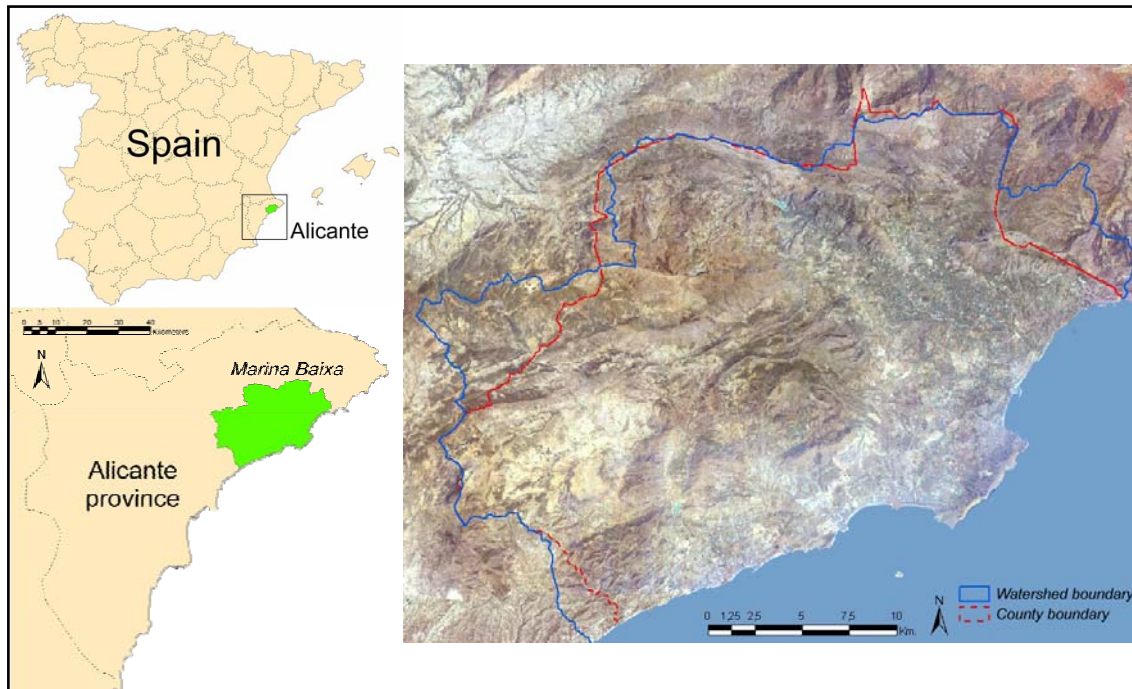 Spain
Alicante
0 5 10 20 30 40
Kilometers
N
Marina Baixa
Alicante
province
Watershed boundary
County boundary
N
0 1,25 2,5 5 7,5 10
Km.